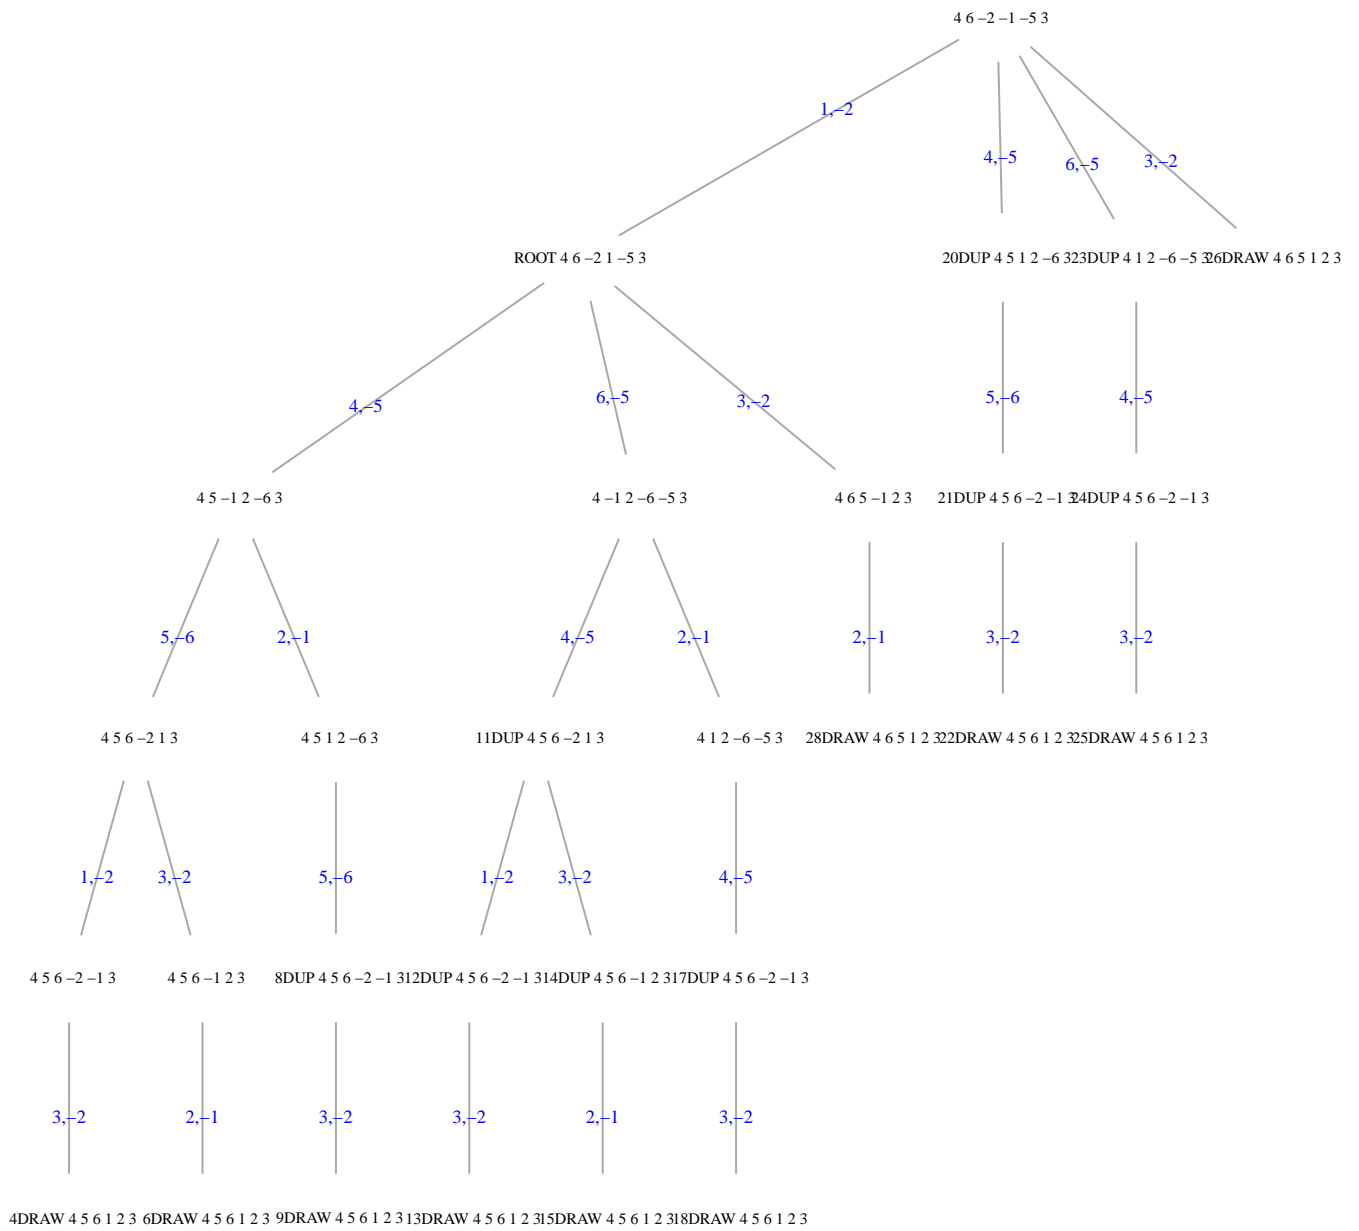 4 6 −2 −1 −5 3
1,−2
4,−5
6,−5
3,−2
ROOT 4 6 −2 1 −5 3
20DUP 4 5 1 2 −6 3
23DUP 4 1 2 −6 −5 3
26DRAW 4 6 5 1 2 3
4,−5
6,−5
3,−2
5,−6
4,−5
4 5 −1 2 −6 3
4 −1 2 −6 −5 3
4 6 5 −1 2 3
21DUP 4 5 6 −2 −1 3
24DUP 4 5 6 −2 −1 3
5,−6
2,−1
4,−5
2,−1
2,−1
3,−2
3,−2
4 5 6 −2 1 3
4 5 1 2 −6 3
11DUP 4 5 6 −2 1 3
4 1 2 −6 −5 3
28DRAW 4 6 5 1 2 3
22DRAW 4 5 6 1 2 3
25DRAW 4 5 6 1 2 3
1,−2
3,−2
5,−6
1,−2
3,−2
4,−5
4 5 6 −2 −1 3
4 5 6 −1 2 3
8DUP 4 5 6 −2 −1 3
12DUP 4 5 6 −2 −1 3
14DUP 4 5 6 −1 2 3
17DUP 4 5 6 −2 −1 3
3,−2
2,−1
3,−2
3,−2
2,−1
3,−2
4DRAW 4 5 6 1 2 3
6DRAW 4 5 6 1 2 3
9DRAW 4 5 6 1 2 3
13DRAW 4 5 6 1 2 3
15DRAW 4 5 6 1 2 3
18DRAW 4 5 6 1 2 3